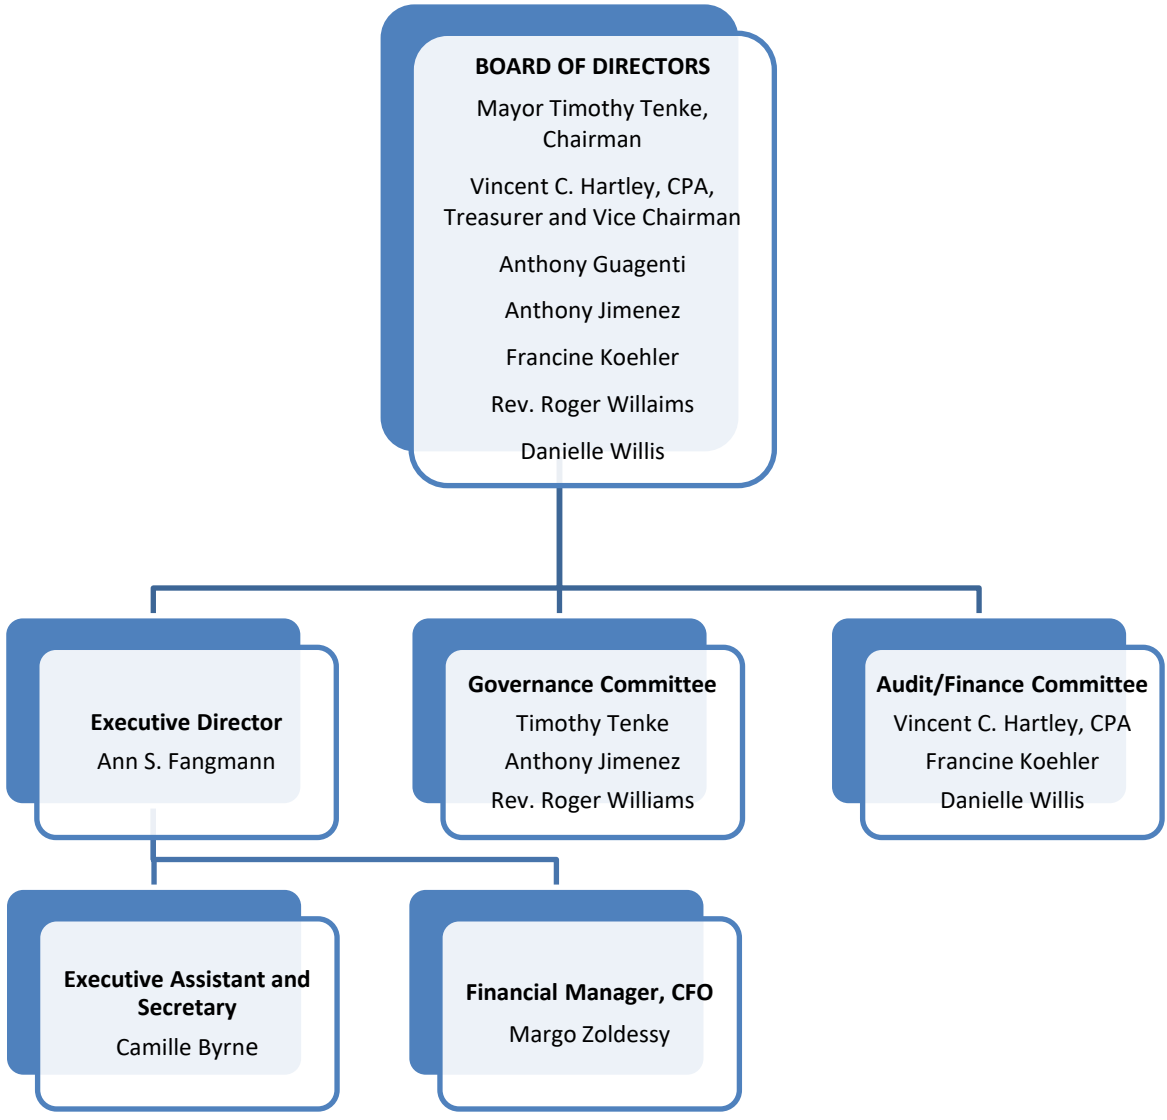 BOARD OF DIRECTORS
Mayor Timothy Tenke,
Chairman
Vincent C. Hartley, CPA,
Treasurer and Vice Chairman
Anthony Guagenti
Anthony Jimenez
Francine Koehler
Rev. Roger Willaims
Danielle Willis
Executive Director
Ann S. Fangmann
Governance Committee
Timothy Tenke
Anthony Jimenez
Rev. Roger Williams
Audit/Finance Committee
Vincent C. Hartley, CPA
Francine Koehler
Danielle Willis
Executive Assistant and
Secretary
Camille Byrne
Financial Manager, CFO
Margo Zoldessy